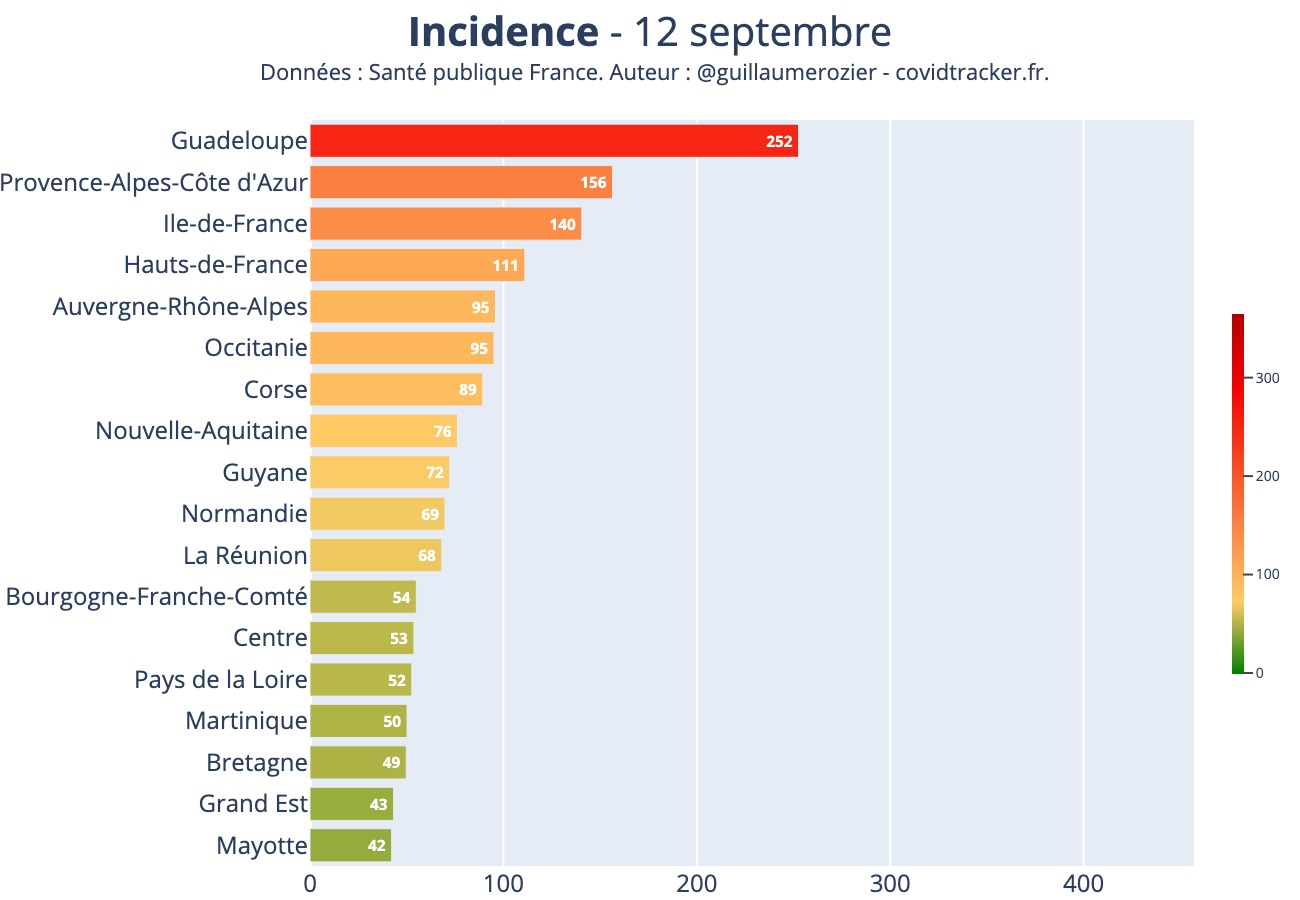 Incidence - 12 septembre
Données : Santé publique France. Auteur : @guillaumerozier - covidtracker.fr.
Guadeloupe 252
Provence-Alpes-Côte d'Azur 156
Ile-de-France 140
Hauts-de-France 111
Auvergne-Rhône-Alpes 95
Occitanie 95
Corse 89
Nouvelle-Aquitaine 76
Guyane 72
Normandie 69
La Réunion 68
Bourgogne-Franche-Comté 54
Centre 53
Pays de la Loire 52
Martinique 50
Bretagne 49
Grand Est 43
Mayotte 42
0 100 200 300 400
300
200
100
0